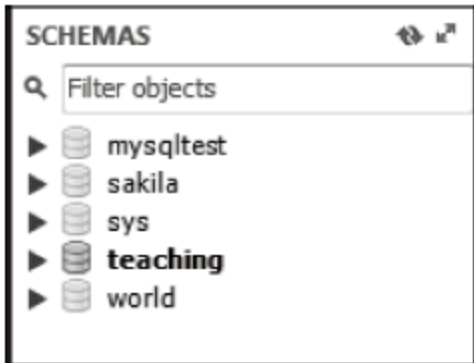 SCHEMAS
Filter objects
mysqltest
sakila
sys
teaching
world